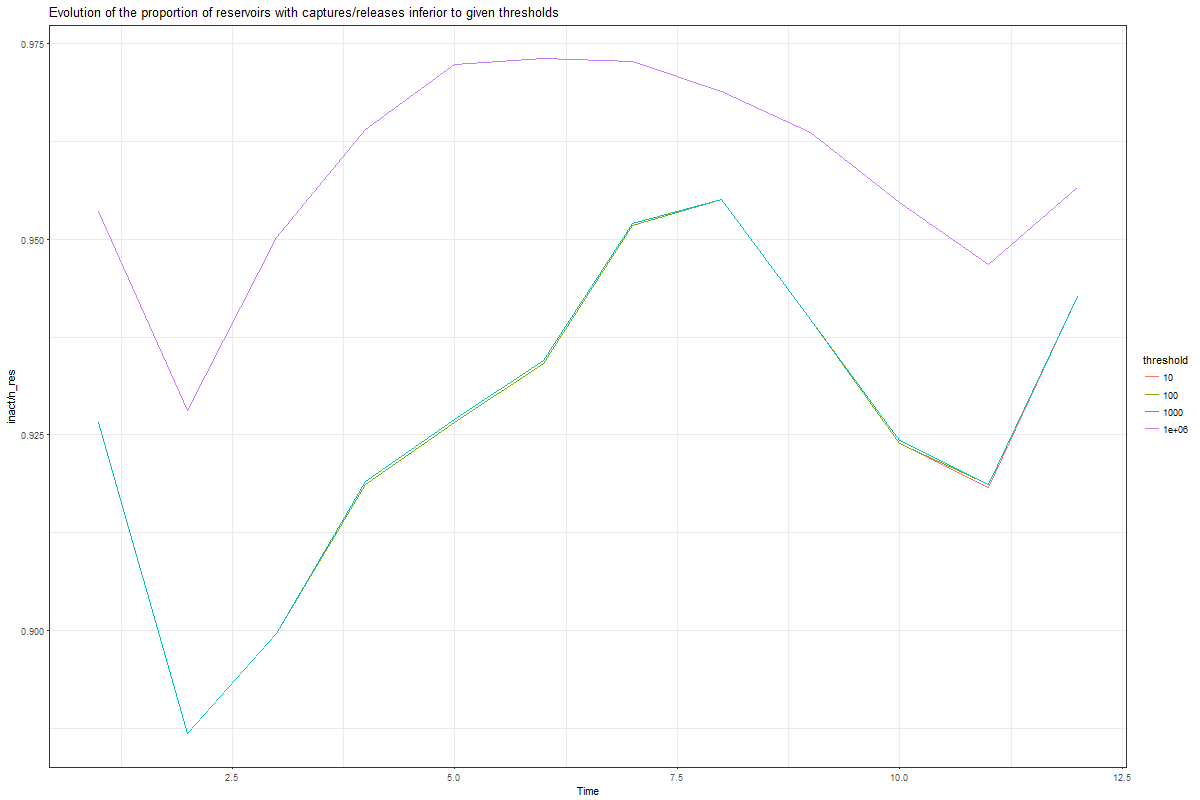 Evolution of the proportion of reservoirs with captures/releases inferior to given thresholds
0.975
0.950
0.925
0.900
inact/n_res
2.5
5.0
7.5
10.0
12.5
Time
threshold
10
100
1000
1e+06